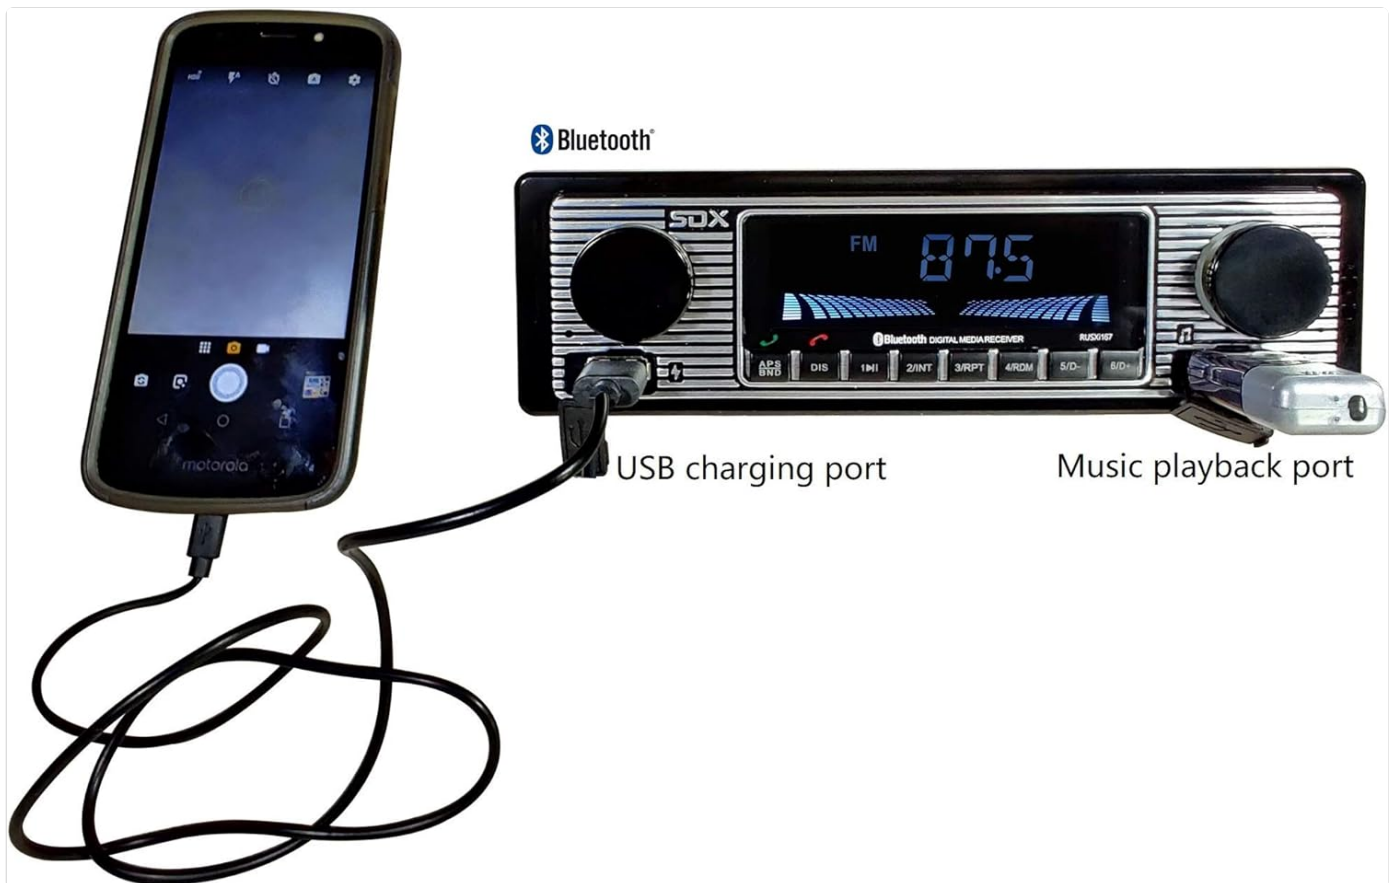 Bluetooth®
SDX
FM 87.5
Bluetooth DIGITAL MEDIA RECEIVER
RUSXI167
APS
BND
DIS
1
2/INT
3/RPT
4/RDM
5/D-
6/D+
USB charging port
Music playback port
motorola